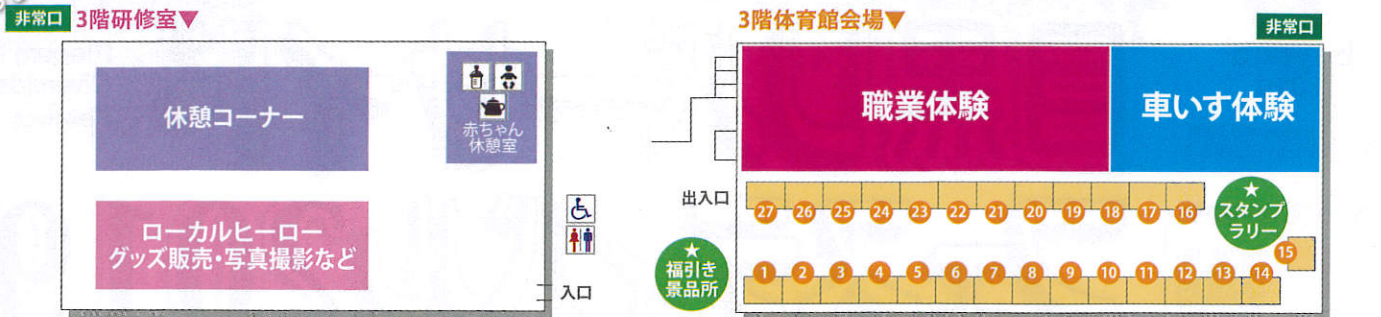 非常口 3階研修室▼
休憩コーナー
赤ちゃん
休憩室
ローカルヒーロー
グッズ販売・写真撮影など
入口
3階体育館会場▼
非常口
職業体験
車いす体験
出入口
27 26 25 24 23 22 21 20 19 18 17 16
★
スタンプ
ラリー
15
★
福引き
景品所
1 2 3 4 5 6 7 8 9 10 11 12 13 14